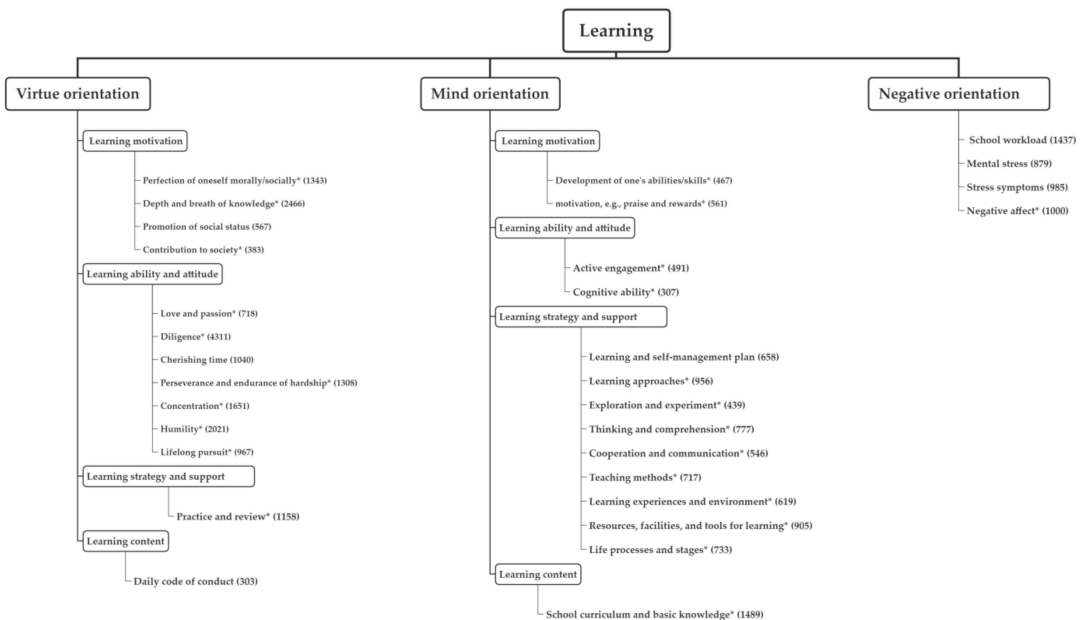 Learning
Virtue orientation
Learning motivation
Perfection of oneself morally/socially* (1343)
Depth and breath of knowledge* (2466)
Promotion of social status (567)
Contribution to society* (383)
Learning ability and attitude
Love and passion* (718)
Diligence* (4311)
Cherishing time (1040)
Perseverance and endurance of hardship* (1308)
Concentration* (1651)
Humility* (2021)
Lifelong pursuit* (967)
Learning strategy and support
Practice and review* (1158)
Learning content
Daily code of conduct (303)
Mind orientation
Learning motivation
Development of one's abilities/skills* (467)
motivation, e.g., praise and rewards* (561)
Learning ability and attitude
Active engagement* (491)
Cognitive ability* (307)
Learning strategy and support
Learning and self-management plan (658)
Learning approaches* (956)
Exploration and experiment* (439)
Thinking and comprehension* (777)
Cooperation and communication* (546)
Teaching methods* (717)
Learning experiences and environment* (619)
Resources, facilities, and tools for learning* (905)
Life processes and stages* (733)
Learning content
School curriculum and basic knowledge* (1489)
Negative orientation
School workload (1437)
Mental stress (879)
Stress symptoms (985)
Negative affect* (1000)